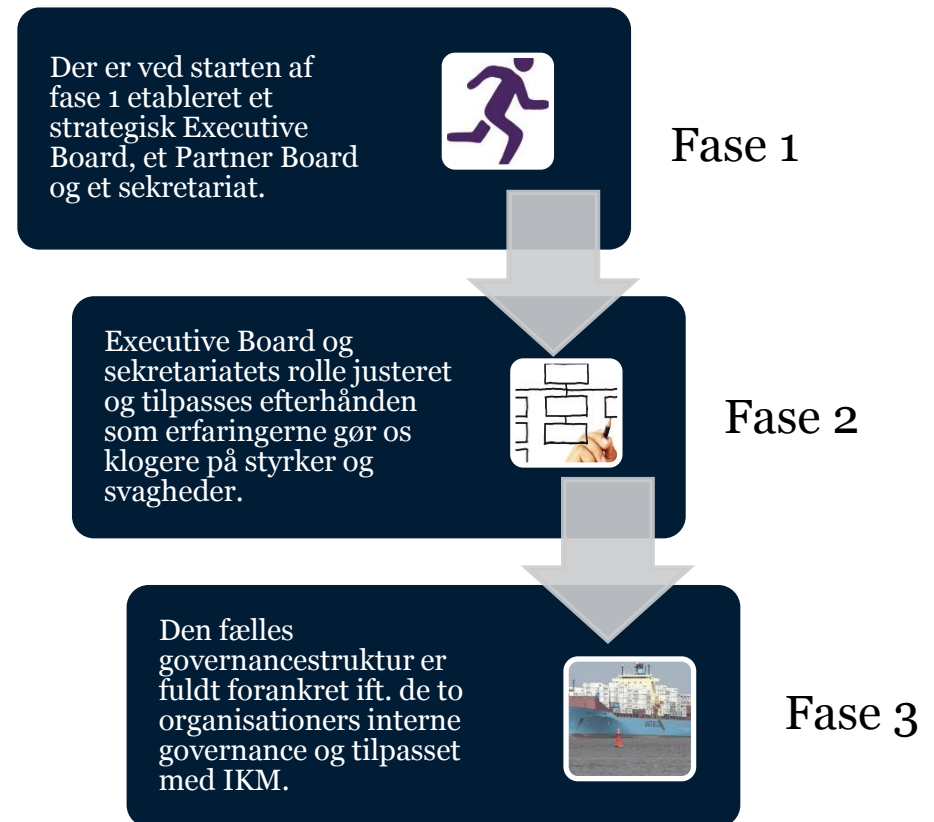 Der er ved starten af
fase 1 etableret et
strategisk Executive
Board, et Partner Board
og et sekretariat.
Fase 1
Executive Board og
sekretariatets rolle justeret
og tilpasses efterhånden
som erfaringerne gør os
klogere på styrker og
svagheder.
Fase 2
Den fælles
governancestruktur er
fuldt forankret ift. de to
organisationers interne
governance og tilpasset
med IKM.
Fase 3